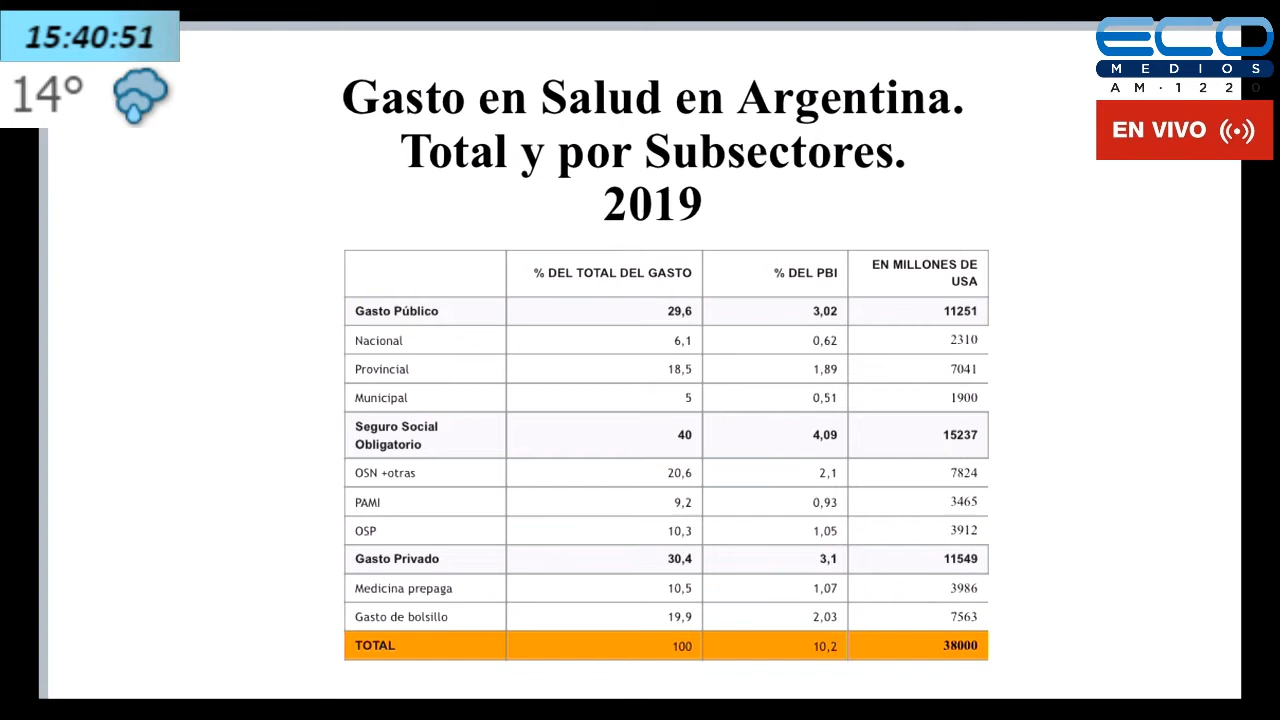 15:40:51
14°
ECO
MEDIOS
AM·1220
EN VIVO
Gasto en Salud en Argentina.
Total y por Subsectores.
2019
% DEL TOTAL DEL GASTO % DEL PBI EN MILLONES DE
USA
Gasto Público 29,6 3,02 11251
Nacional 6,1 0,62 2310
Provincial 18,5 1,89 7041
Municipal 5 0,51 1900
Seguro Social
Obligatorio 40 4,09 15237
OSN +otras 20,6 2,1 7824
PAMI 9,2 0,93 3465
OSP 10,3 1,05 3912
Gasto Privado 30,4 3,1 11549
Medicina prepaga 10,5 1,07 3986
Gasto de bolsillo 19,9 2,03 7563
TOTAL 100 10,2 38000